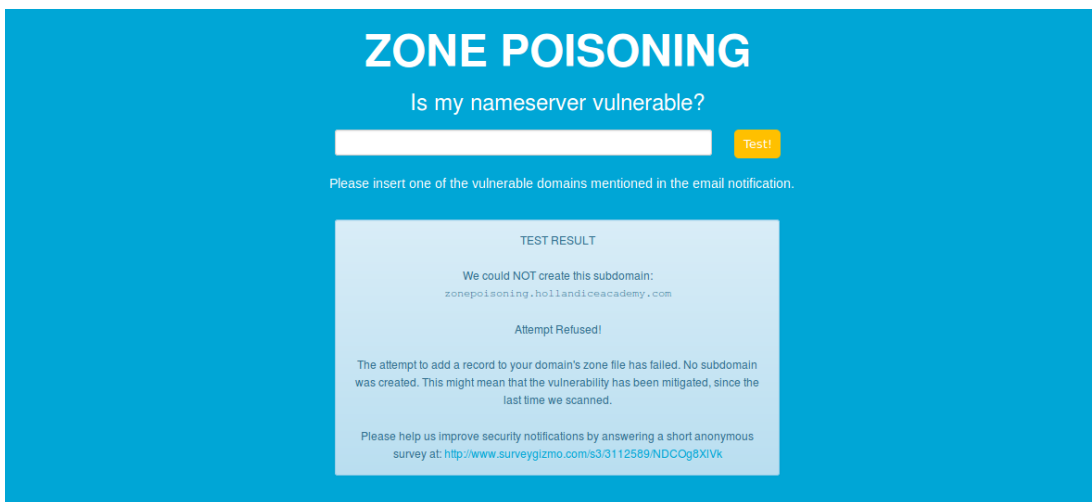 ZONE POISONING
Is my nameserver vulnerable?
Test!
Please insert one of the vulnerable domains mentioned in the email notification.
TEST RESULT
We could NOT create this subdomain:
zonepoisoning.hollandiceacademy.com
Attempt Refused!
The attempt to add a record to your domain's zone file has failed. No subdomain
was created. This might mean that the vulnerability has been mitigated, since the
last time we scanned.
Please help us improve security notifications by answering a short anonymous
survey at: http://www.surveygizmo.com/s3/3112589/NDCOg8XlVk